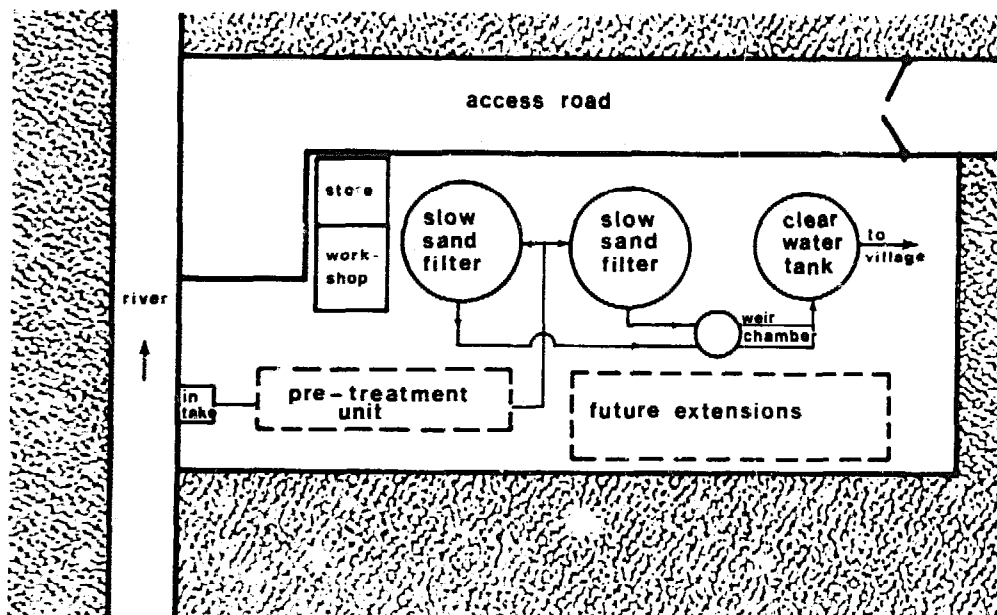 access road
store
work-
shop
slow
sand
filter
slow
sand
filter
clear
water
tank
to
village
river
weir
chamber
in
take
pre-treatment
unit
future extensions